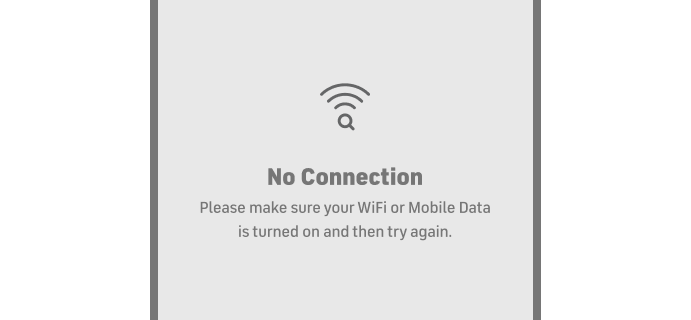 No Connection
Please make sure your WiFi or Mobile Data
is turned on and then try again.